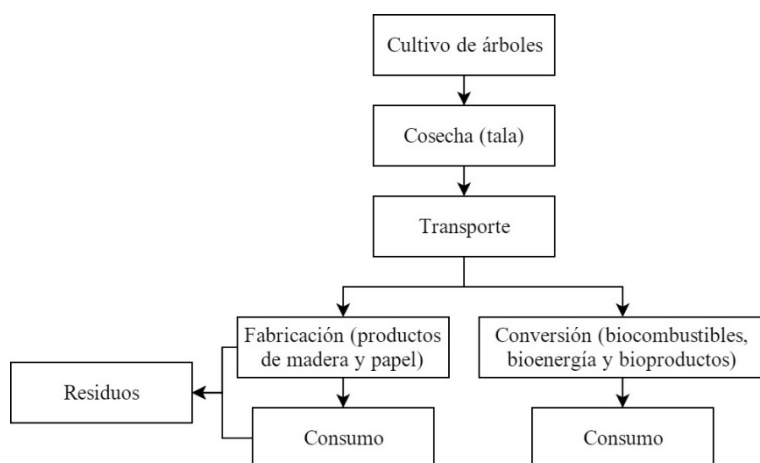 Cultivo de árboles
Cosecha (tala)
Transporte
Fabricación (productos
de madera y papel)
Conversión (biocombustibles,
bioenergía y bioproductos)
Residuos
Consumo
Consumo